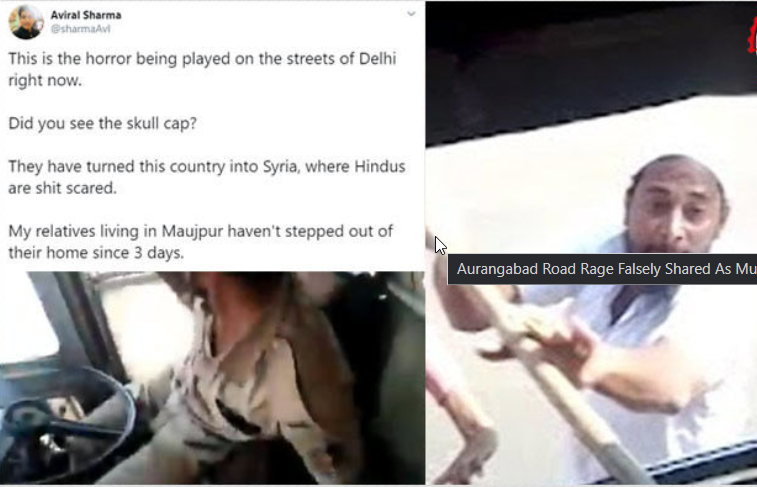 Aviral Sharma
@sharmaAvl
This is the horror being played on the streets of Delhi
right now.
Did you see the skull cap?
They have turned this country into Syria, where Hindus
are shit scared.
My relatives living in Maujpur haven't stepped out of
their home since 3 days.
Aurangabad Road Rage Falsely Shared As Mu